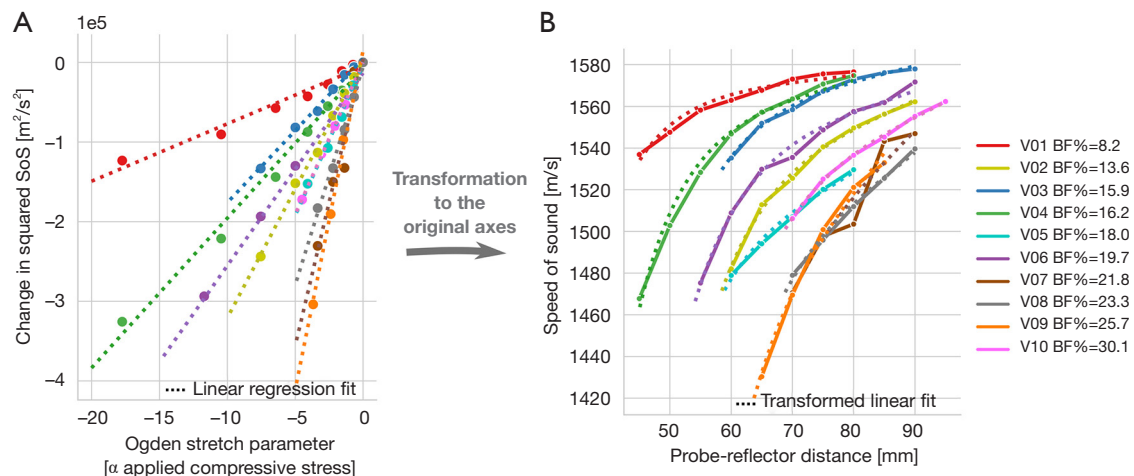 A
1e5
0
−1
−2
−3
−4
Change in squared SoS [m²/s²]
−20 −15 −10 −5 0
Linear regression fit
Ogden stretch parameter
[α applied compressive stress]
Transformation
to the
original axes
B
1580
1560
1540
1520
1500
1480
1460
1440
1420
Speed of sound [m/s]
50 60 70 80 90
Transformed linear fit
Probe-reflector distance [mm]
V01 BF%=8.2
V02 BF%=13.6
V03 BF%=15.9
V04 BF%=16.2
V05 BF%=18.0
V06 BF%=19.7
V07 BF%=21.8
V08 BF%=23.3
V09 BF%=25.7
V10 BF%=30.1